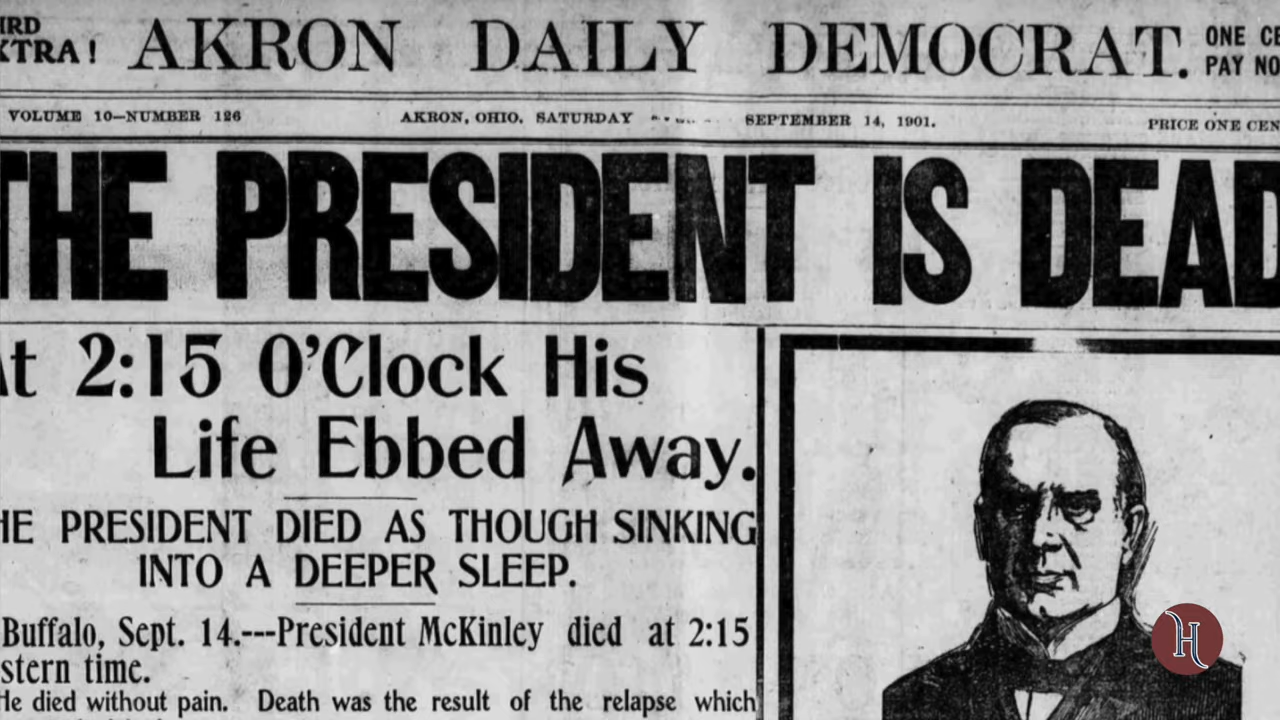 IRD
XTRA!
AKRON DAILY DEMOCRAT.
ONE CE
PAY NO
VOLUME 10—NUMBER 126
AKRON, OHIO, SATURDAY
SEPTEMBER 14, 1901.
PRICE ONE CEN
THE PRESIDENT IS DEAD
At 2:15 O'Clock His
Life Ebbed Away.
HE PRESIDENT DIED AS THOUGH SINKING
INTO A DEEPER SLEEP.
Buffalo, Sept. 14.---President McKinley died at 2:15
stern time.
He died without pain. Death was the result of the relapse which
H